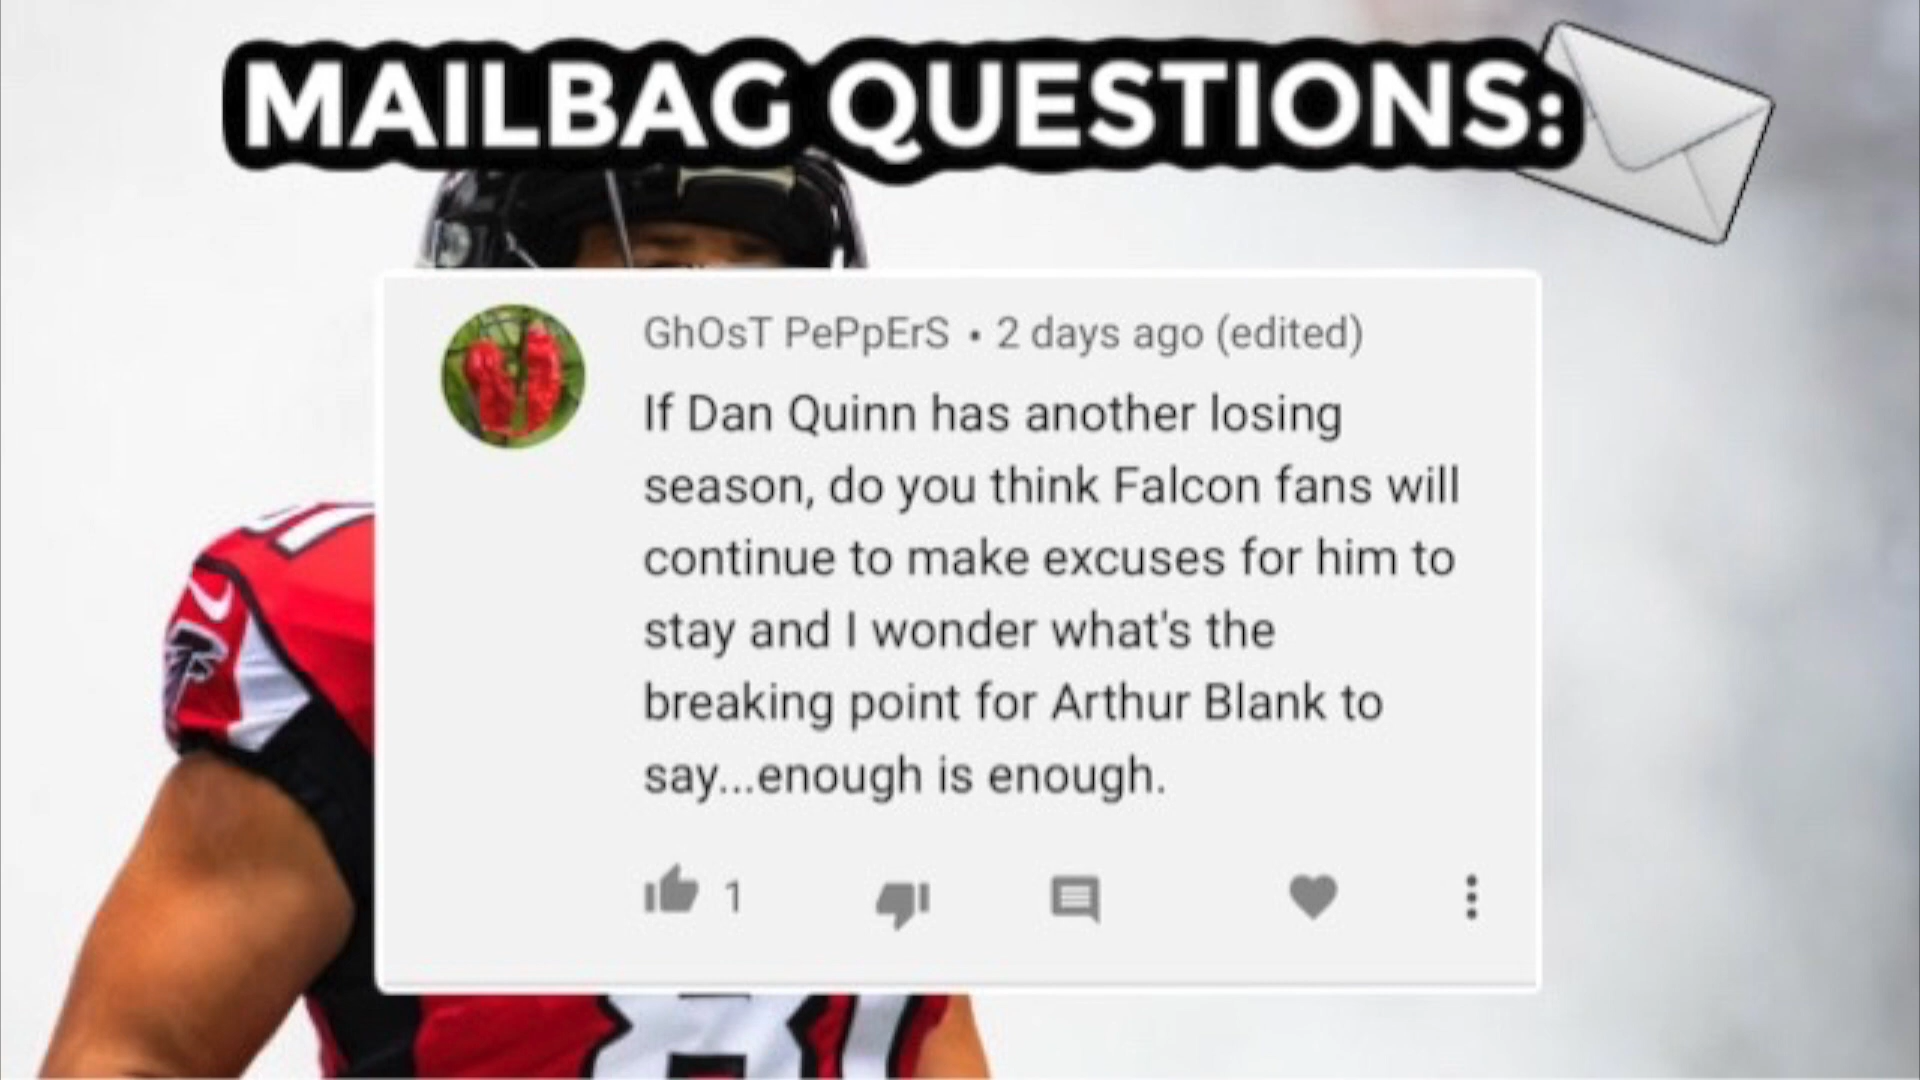 MAILBAG QUESTIONS:
GhOsT PePpErS • 2 days ago (edited)
If Dan Quinn has another losing
season, do you think Falcon fans will
continue to make excuses for him to
stay and I wonder what's the
breaking point for Arthur Blank to
say...enough is enough.
1